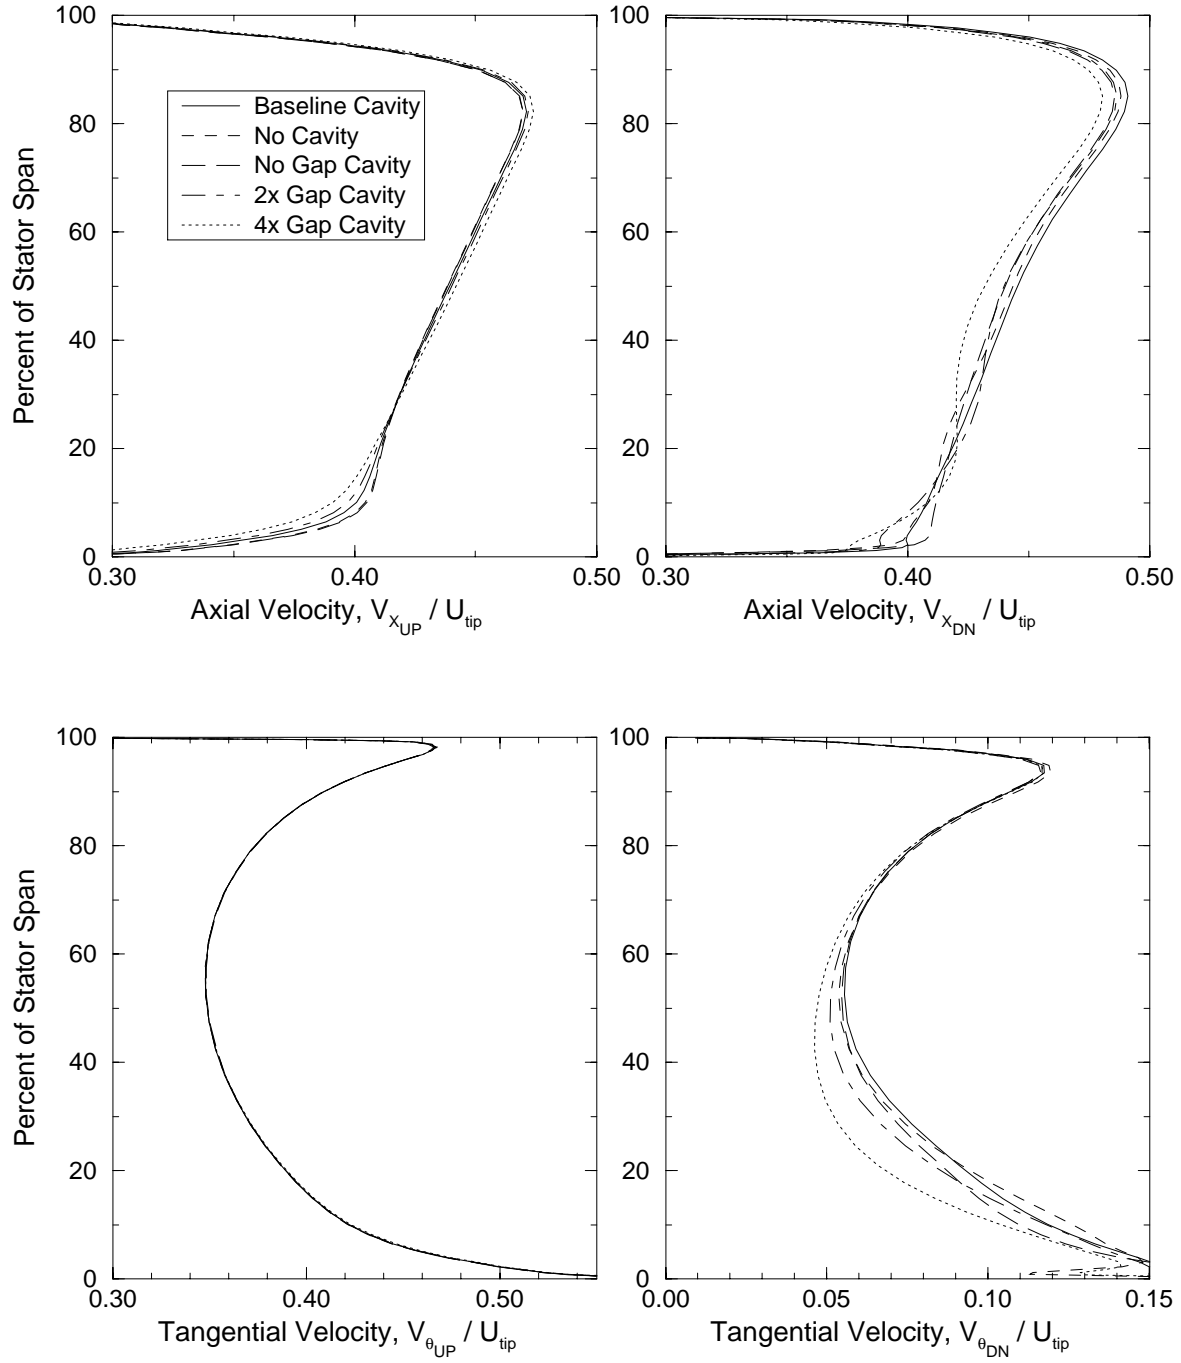 Percent of Stator Span
100
80
60
40
20
0
Baseline Cavity
No Cavity
No Gap Cavity
2x Gap Cavity
4x Gap Cavity
0.30 0.40 0.50
Axial Velocity, V_X_UP / U_tip
100
80
60
40
20
0
0.30 0.40 0.50
Axial Velocity, V_X_DN / U_tip
Percent of Stator Span
100
80
60
40
20
0
0.30 0.40 0.50
Tangential Velocity, V_θ_UP / U_tip
100
80
60
40
20
0
0.00 0.05 0.10 0.15
Tangential Velocity, V_θ_DN / U_tip